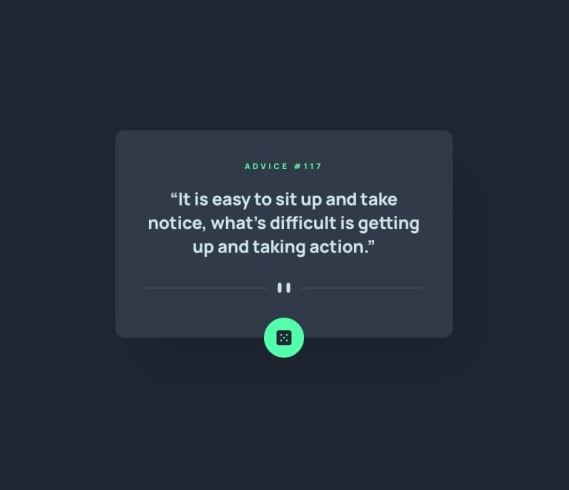 ADVICE #117
“It is easy to sit up and take
notice, what’s difficult is getting
up and taking action.”